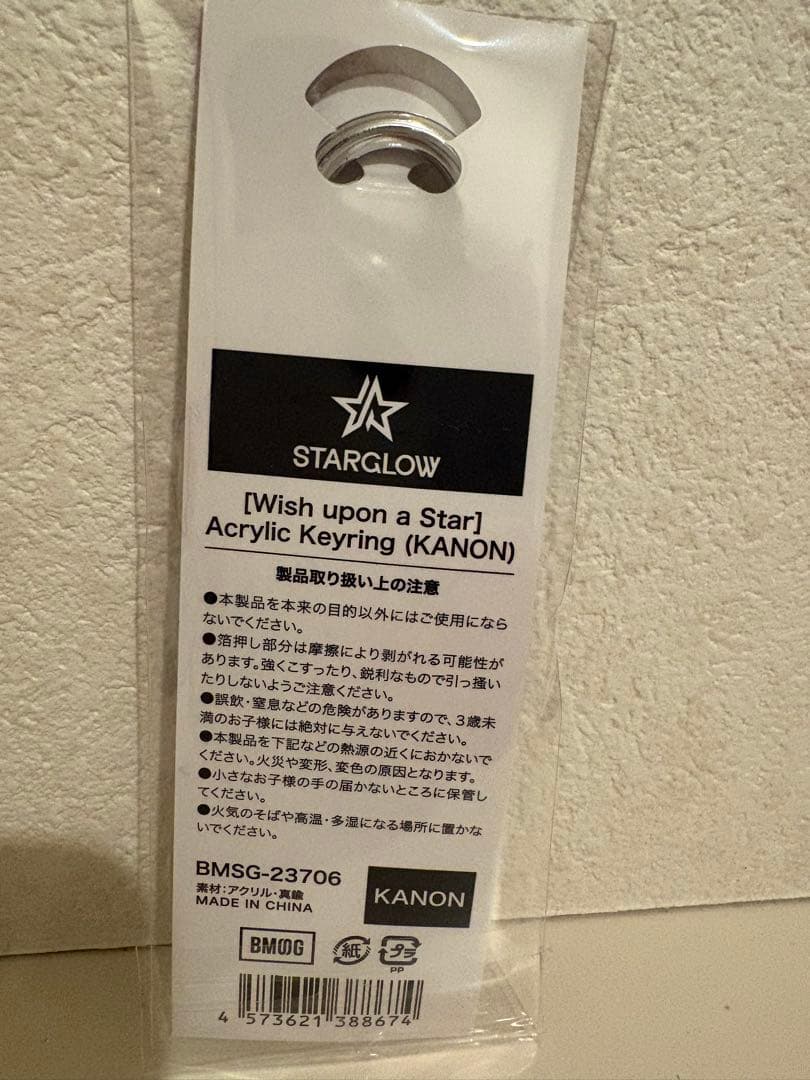 STARGLOW
[Wish upon a Star]
Acrylic Keyring (KANON)
製品取り扱い上の注意
●本製品を本来の目的以外にはご使用になら
ないでください。
●箔押し部分は摩擦により剥がれる可能性が
あります。強くこすったり、鋭利なもので引っ掻い
たりしないようご注意ください。
●誤飲・窒息などの危険がありますので、3歳未
満のお子様には絶対に与えないでください。
●本製品を下記などの熱源の近くにおかないで
ください。火災や変形、変色の原因となります。
●小さなお子様の手の届かないところに保管し
てください。
●火気のそばや高温・多湿になる場所に置かな
いでください。
BMSG-23706
素材:アクリル・真鍮
MADE IN CHINA
KANON
BMSG
紙
プラ
PP
4 573621 388674